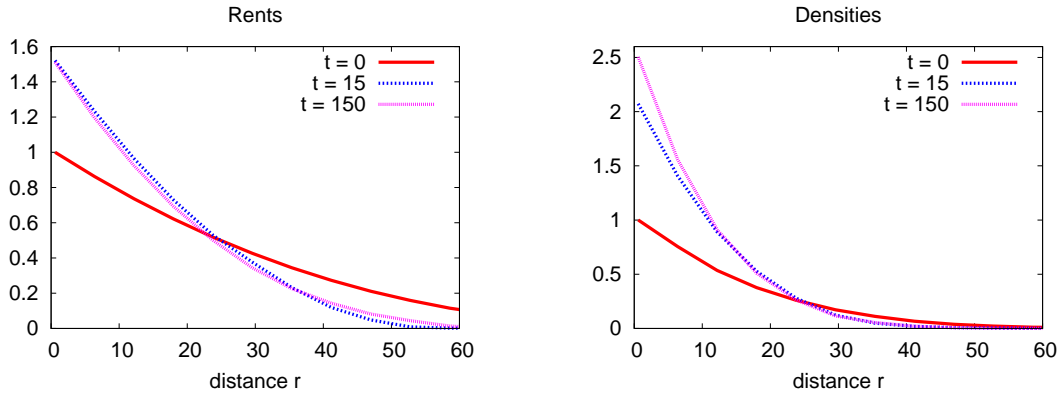 Rents
1.6
1.4
1.2
1
0.8
0.6
0.4
0.2
0
0 10 20 30 40 50 60
distance r
t = 0
t = 15
t = 150
Densities
2.5
2
1.5
1
0.5
0
0 10 20 30 40 50 60
distance r
t = 0
t = 15
t = 150